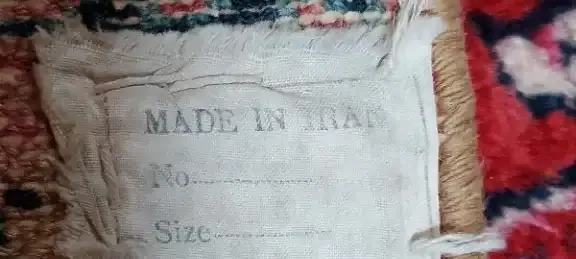 MADE IN IRAN
No....................
Size....................